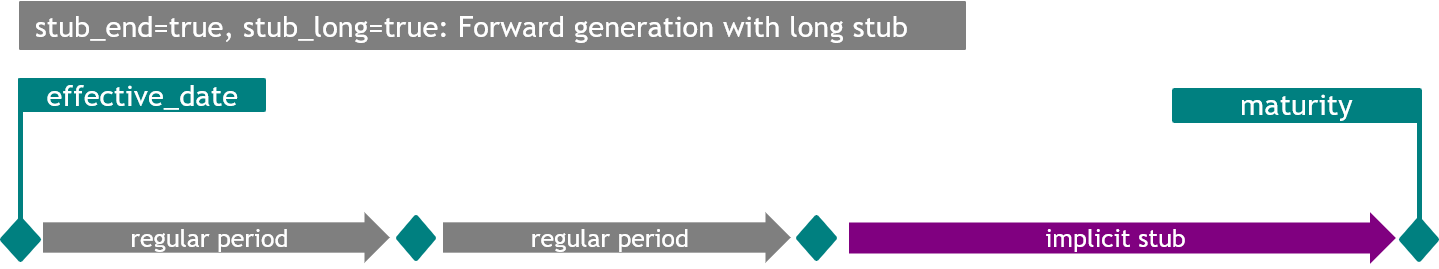 stub_end=true, stub_long=true: Forward generation with long stub
effective_date
maturity
regular period
regular period
implicit stub